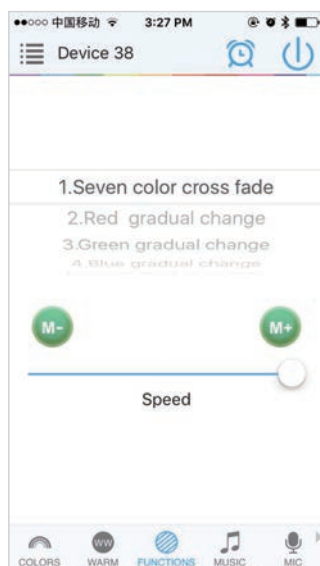 中国移动 3:27 PM
Device 38
1.Seven color cross fade
2.Red gradual change
3.Green gradual change
4.Blue gradual change
M- M+
Speed
WW
COLORS WARM FUNCTIONS MUSIC MIC